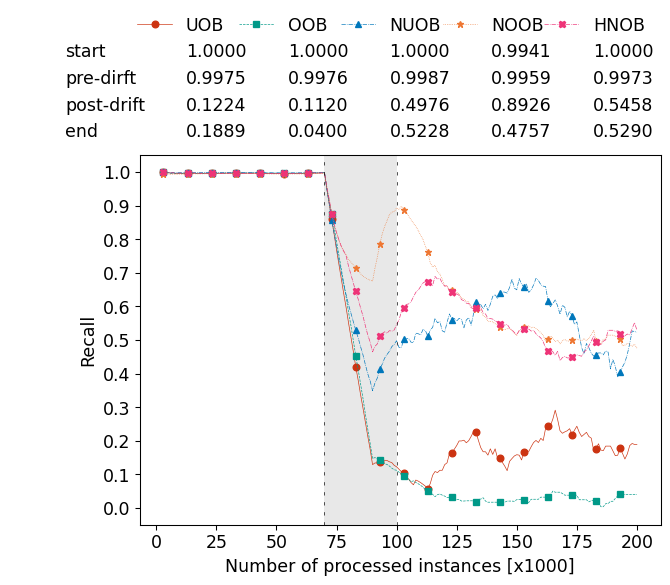 UOB OOB NUOB NOOB HNOB
start 1.0000 1.0000 1.0000 0.9941 1.0000
pre-dirft 0.9975 0.9976 0.9987 0.9959 0.9973
post-drift 0.1224 0.1120 0.4976 0.8926 0.5458
end 0.1889 0.0400 0.5228 0.4757 0.5290
1.0
0.9
0.8
0.7
0.6
0.5
0.4
0.3
0.2
0.1
0.0
Recall
0 25 50 75 100 125 150 175 200
Number of processed instances [x1000]